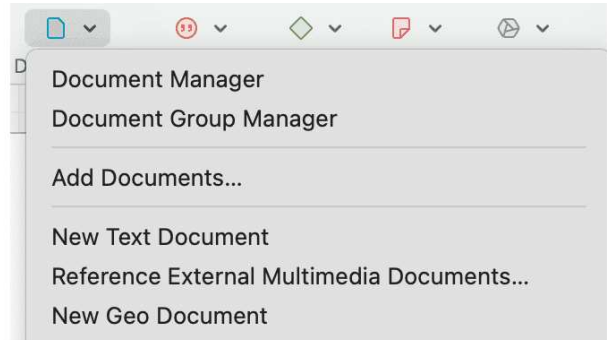 D
Document Manager
Document Group Manager
Add Documents...
New Text Document
Reference External Multimedia Documents...
New Geo Document